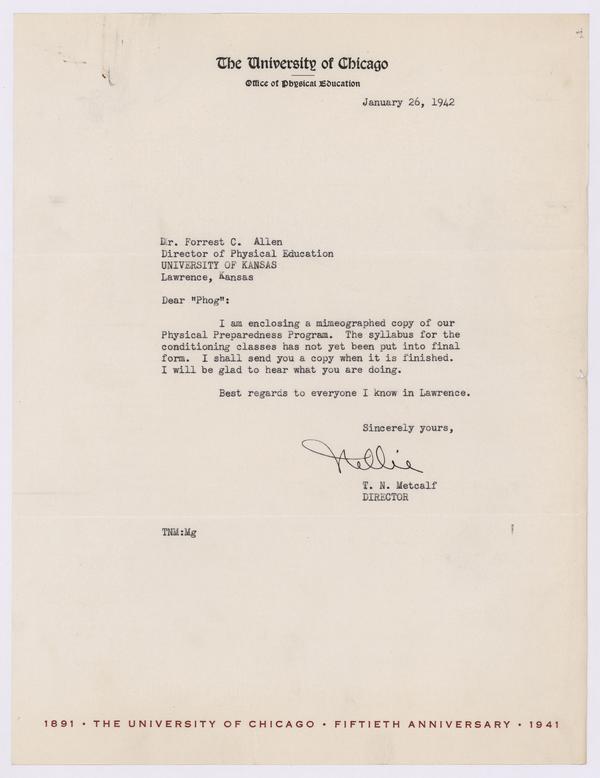 The University of Chicago
Office of Physical Education
January 26, 1942
Dr. Forrest C. Allen
Director of Physical Education
UNIVERSITY OF KANSAS
Lawrence, Kansas
Dear "Phog":
I am enclosing a mimeographed copy of our
Physical Preparedness Program. The syllabus for the
conditioning classes has not yet been put into final
form. I shall send you a copy when it is finished.
I will be glad to hear what you are doing.
Best regards to everyone I know in Lawrence.
Sincerely yours,
Nellie
T. N. Metcalf
DIRECTOR
TNM:Mg
1891 • THE UNIVERSITY OF CHICAGO • FIFTIETH ANNIVERSARY • 1941